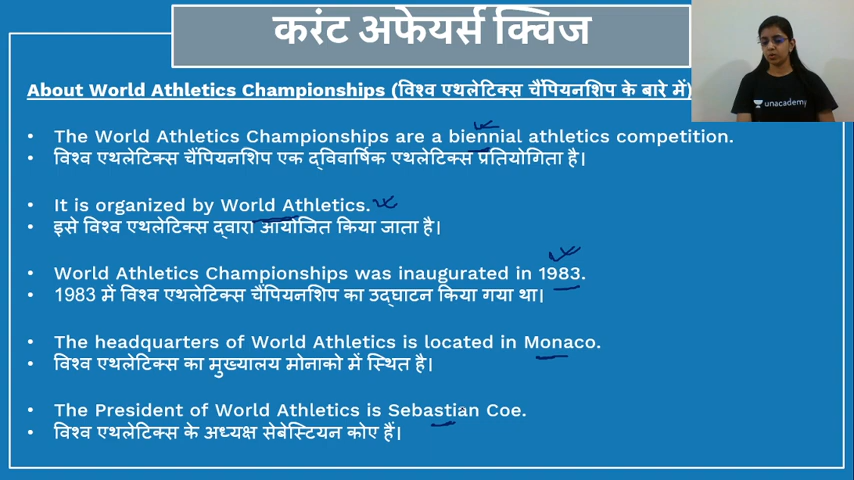 करंट अफेयर्स क्विज
About World Athletics Championships (विश्व एथलेटिक्स चैंपियनशिप के बारे में)
• The World Athletics Championships are a biennial athletics competition.
• विश्व एथलेटिक्स चैंपियनशिप एक द्विवार्षिक एथलेटिक्स प्रतियोगिता है।
• It is organized by World Athletics.
• इसे विश्व एथलेटिक्स द्वारा आयोजित किया जाता है।
• World Athletics Championships was inaugurated in 1983.
• 1983 में विश्व एथलेटिक्स चैंपियनशिप का उद्घाटन किया गया था।
• The headquarters of World Athletics is located in Monaco.
• विश्व एथलेटिक्स का मुख्यालय मोनाको में स्थित है।
• The President of World Athletics is Sebastian Coe.
• विश्व एथलेटिक्स के अध्यक्ष सेबेस्टियन कोए हैं।
unacademy